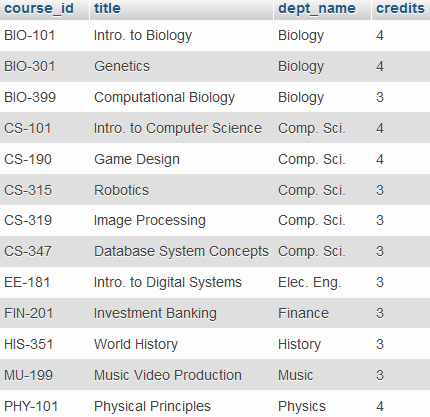 course_id title dept_name credits
BIO-101 Intro. to Biology Biology 4
BIO-301 Genetics Biology 4
BIO-399 Computational Biology Biology 3
CS-101 Intro. to Computer Science Comp. Sci. 4
CS-190 Game Design Comp. Sci. 4
CS-315 Robotics Comp. Sci. 3
CS-319 Image Processing Comp. Sci. 3
CS-347 Database System Concepts Comp. Sci. 3
EE-181 Intro. to Digital Systems Elec. Eng. 3
FIN-201 Investment Banking Finance 3
HIS-351 World History History 3
MU-199 Music Video Production Music 3
PHY-101 Physical Principles Physics 4